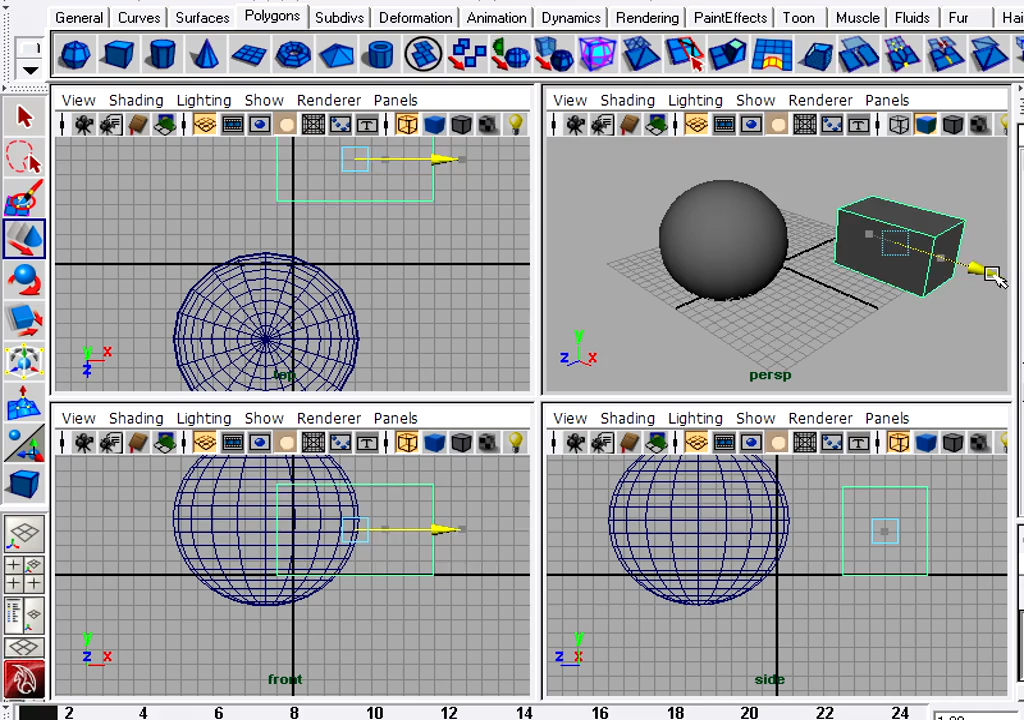 General Curves Surfaces Polygons Subdivs Deformation Animation Dynamics Rendering PaintEffects Toon Muscle Fluids Fur
View Shading Lighting Show Renderer Panels
View Shading Lighting Show Renderer Panels
y x
z
top
y
z x
persp
View Shading Lighting Show Renderer Panels
View Shading Lighting Show Renderer Panels
y
z x
front
y
z x
side
2 4 6 8 10 12 14 16 18 20 22 24